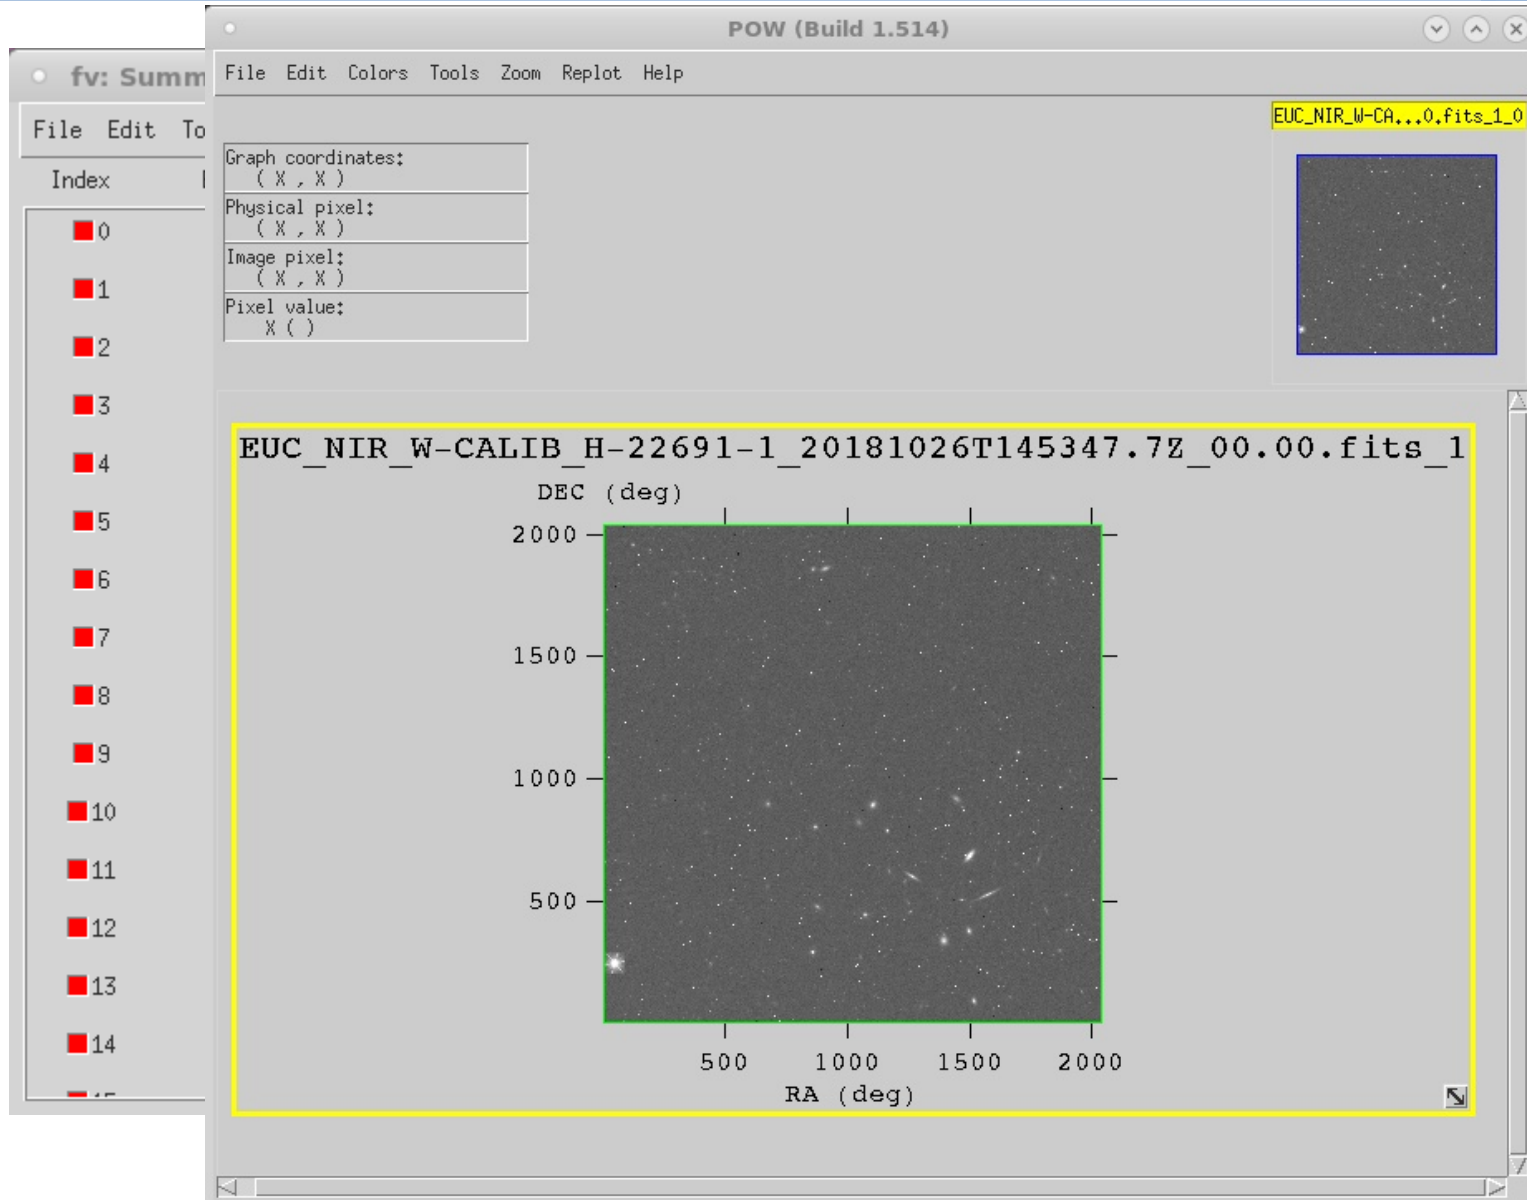 POW (Build 1.514)
fv: Summ
File Edit Colors Tools Zoom Replot Help
File Edit To
EUC_NIR_W-CA...0.fits_1_0
Graph coordinates:
( X , X )
Physical pixel:
( X , X )
Image pixel:
( X , X )
Pixel value:
X ( )
Index
0
1
2
3
4
5
6
7
8
9
10
11
12
13
14
EUC_NIR_W-CALIB_H-22691-1_20181026T145347.7Z_00.00.fits_1
DEC (deg)
2000
1500
1000
500
500 1000 1500 2000
RA (deg)